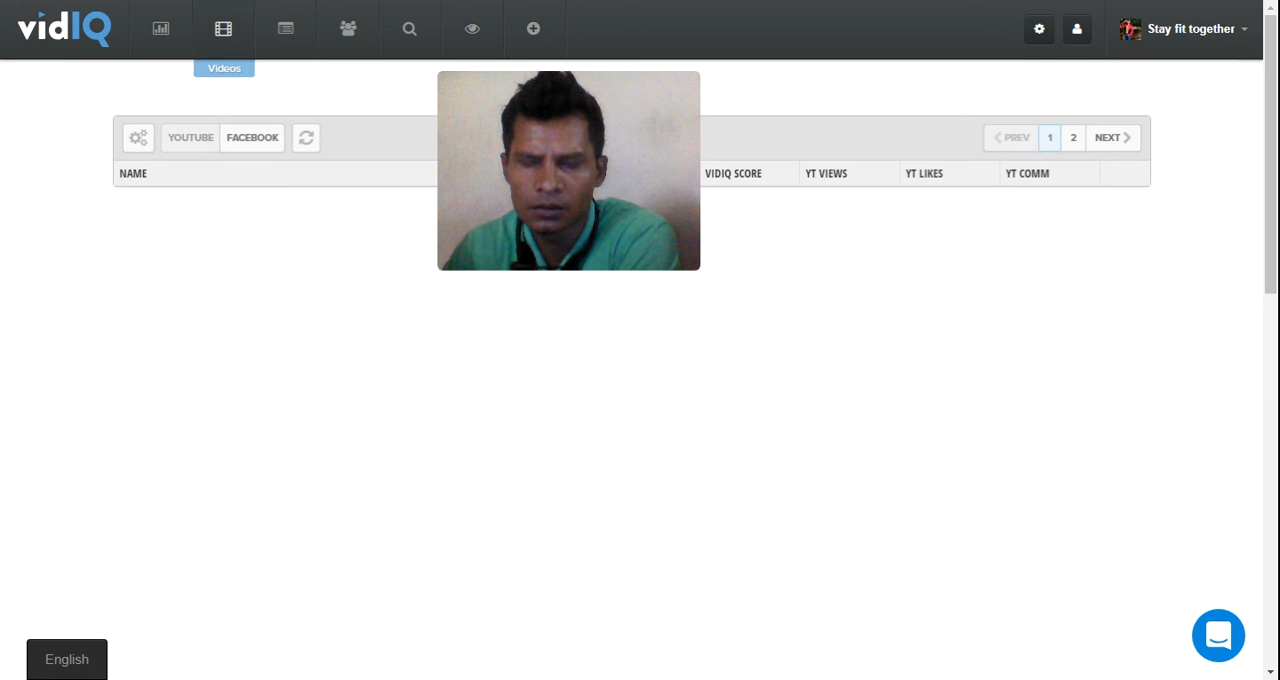 vidIQ
Stay fit together
Videos
YOUTUBE FACEBOOK
PREV 1 2 NEXT
NAME VIDIQ SCORE YT VIEWS YT LIKES YT COMM
English